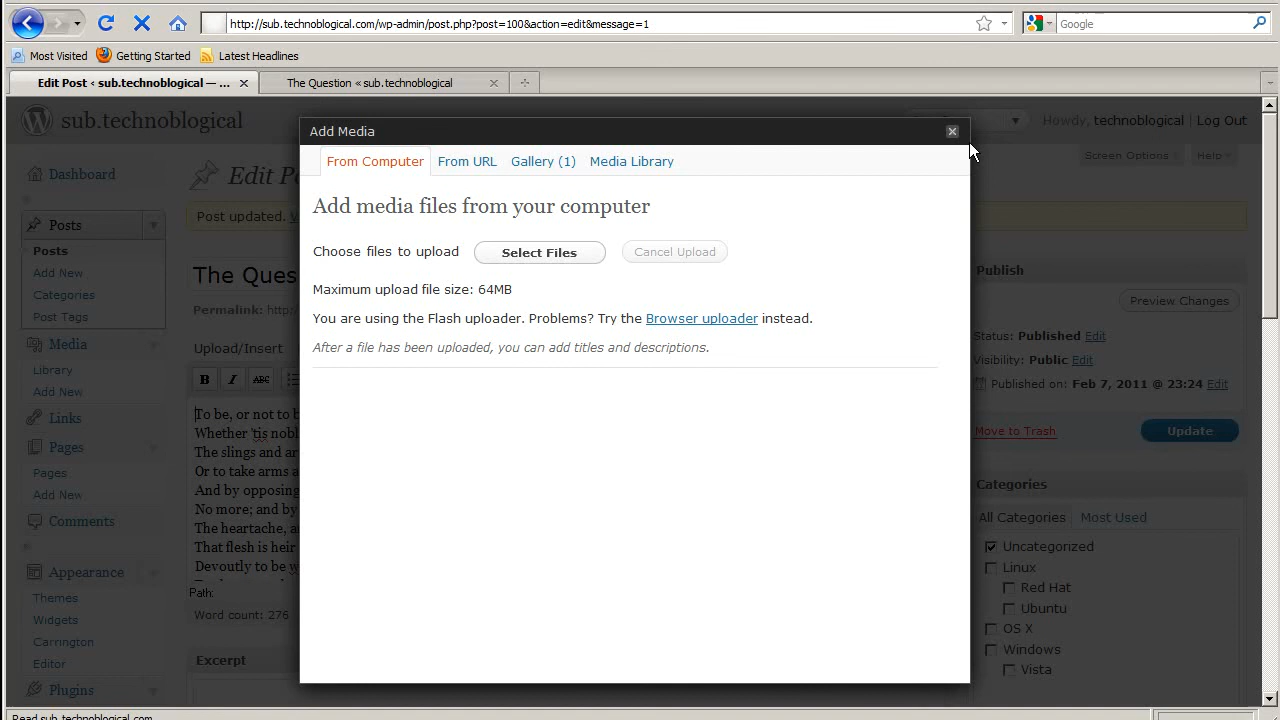 http://sub.technoblogical.com/wp-admin/post.php?post=100&action=edit&message=1
Google
Most Visited Getting Started Latest Headlines
Edit Post ‹ sub.technoblogical — ... The Question « sub.technoblogical
sub.technoblogical
Howdy, technoblogical | Log Out
Add Media
Screen Options Help
From Computer From URL Gallery (1) Media Library
Dashboard
Edit Po
Add media files from your computer
Post updated.
Posts
Choose files to upload Select Files Cancel Upload
Posts
Add New
Categories
Post Tags
The Ques
Permalink: http:/
Maximum upload file size: 64MB
You are using the Flash uploader. Problems? Try the Browser uploader instead.
After a file has been uploaded, you can add titles and descriptions.
Publish
Preview Changes
Status: Published Edit
Visibility: Public Edit
Published on: Feb 7, 2011 @ 23:24 Edit
Move to Trash Update
Media
Library
Add New
Links
Pages
Pages
Add New
Comments
Appearance
Themes
Widgets
Carrington
Editor
Plugins
Upload/Insert
B I ABC
To be, or not to b
Whether 'tis nobl
The slings and ar
Or to take arms a
And by opposing
No more; and by
The heartache, a
That flesh is heir
Devoutly to be w
Path:
Word count: 276
Excerpt
Categories
All Categories Most Used
Uncategorized
Linux
Red Hat
Ubuntu
OS X
Windows
Vista
Read sub.technoblogical.com